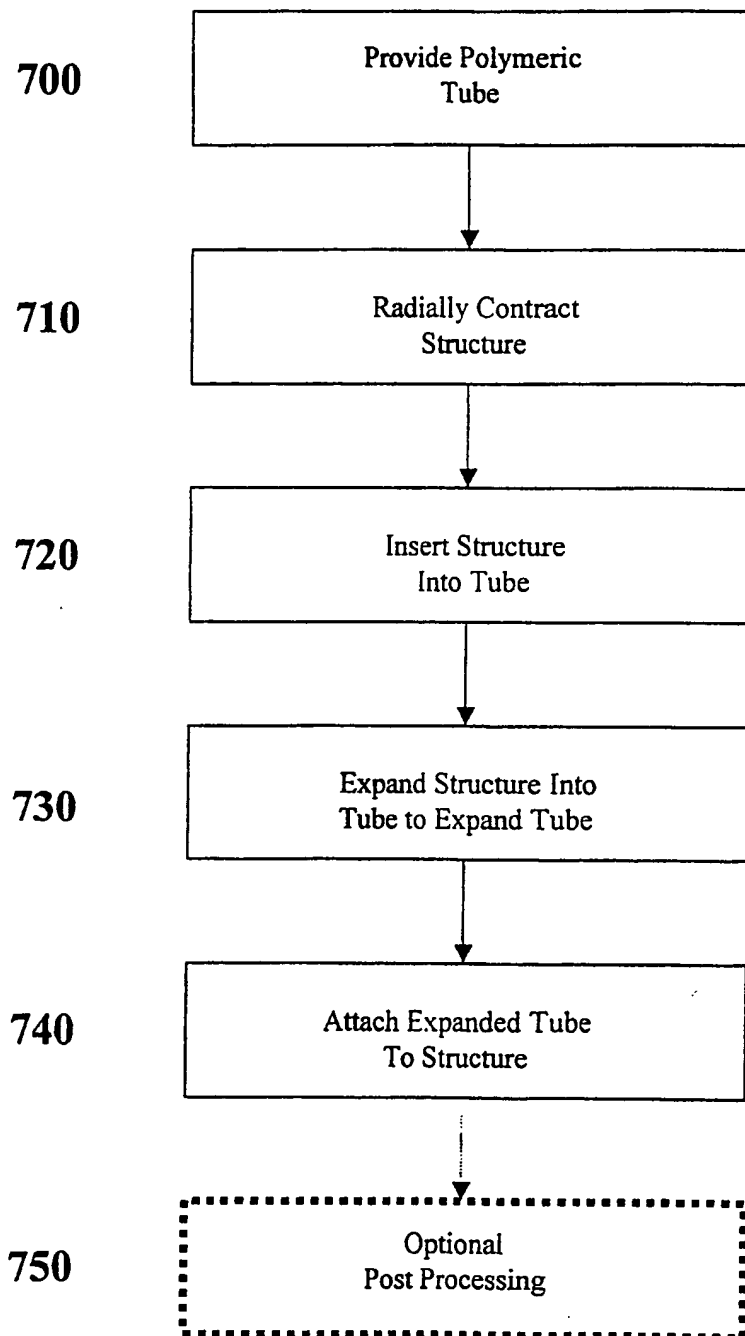 700
Provide Polymeric
Tube
710
Radially Contract
Structure
720
Insert Structure
Into Tube
730
Expand Structure Into
Tube to Expand Tube
740
Attach Expanded Tube
To Structure
750
Optional
Post Processing